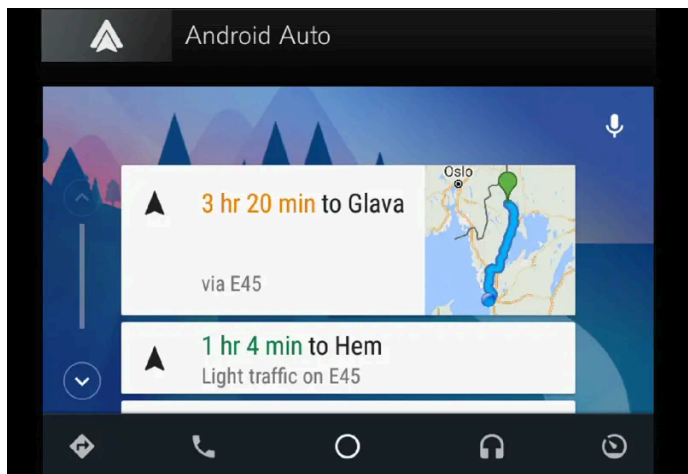 Android Auto
3 hr 20 min to Glava
via E45
Oslo
1 hr 4 min to Hem
Light traffic on E45